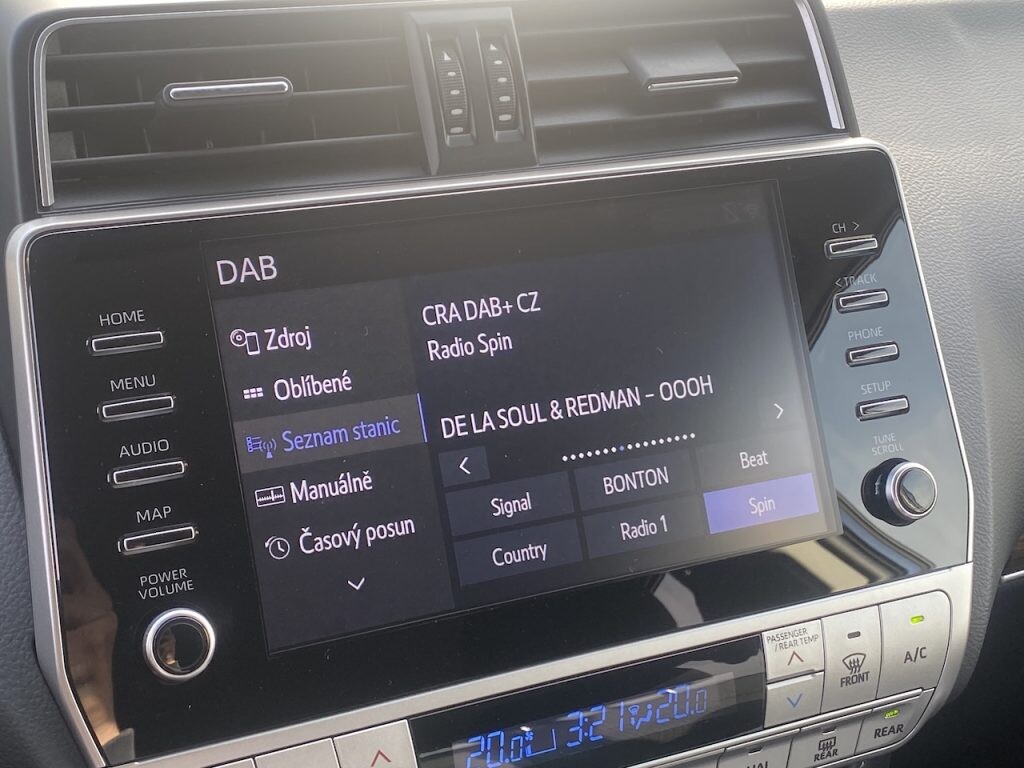 DAB
Zdroj
Oblíbené
Seznam stanic
Manuálně
Časový posun
CRA DAB+ CZ
Radio Spin
DE LA SOUL & REDMAN – OOOH
Signal
BONTON
Beat
Country
Radio 1
Spin
HOME
MENU
AUDIO
MAP
POWER
VOLUME
CH >
< TRACK
PHONE
SETUP
TUNE
SCROLL
PASSENGER
/ REAR TEMP
FRONT
A/C
20.0
3:21
20.0
REAR
REAR